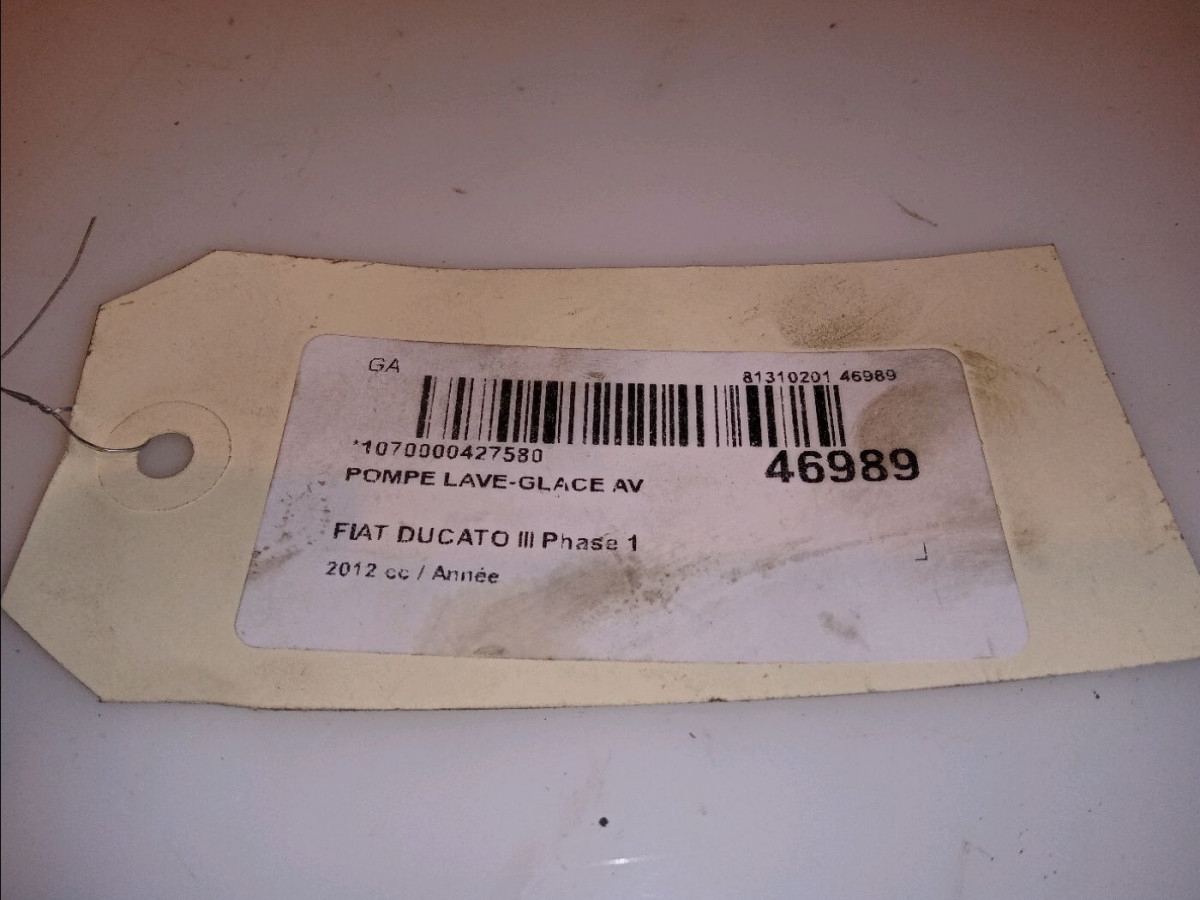 GA
81310201 46989
*1070000427580
46989
POMPE LAVE-GLACE AV
FIAT DUCATO III Phase 1
2012 cc / Année